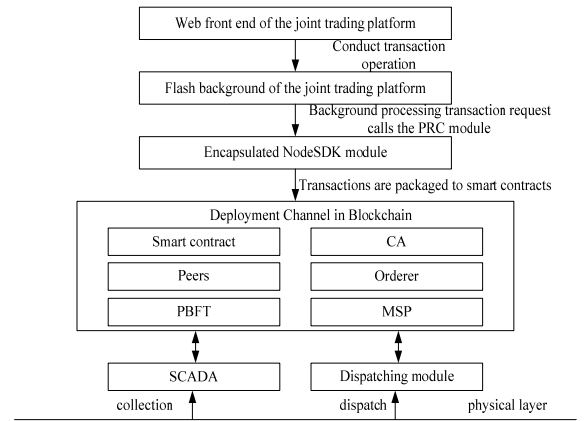 Web front end of the joint trading platform
Conduct transaction
operation
Flash background of the joint trading platform
Background processing transaction request
calls the PRC module
Encapsulated NodeSDK module
Transactions are packaged to smart contracts
Deployment Channel in Blockchain
Smart contract
CA
Peers
Orderer
PBFT
MSP
SCADA
Dispatching module
collection
dispatch
physical layer